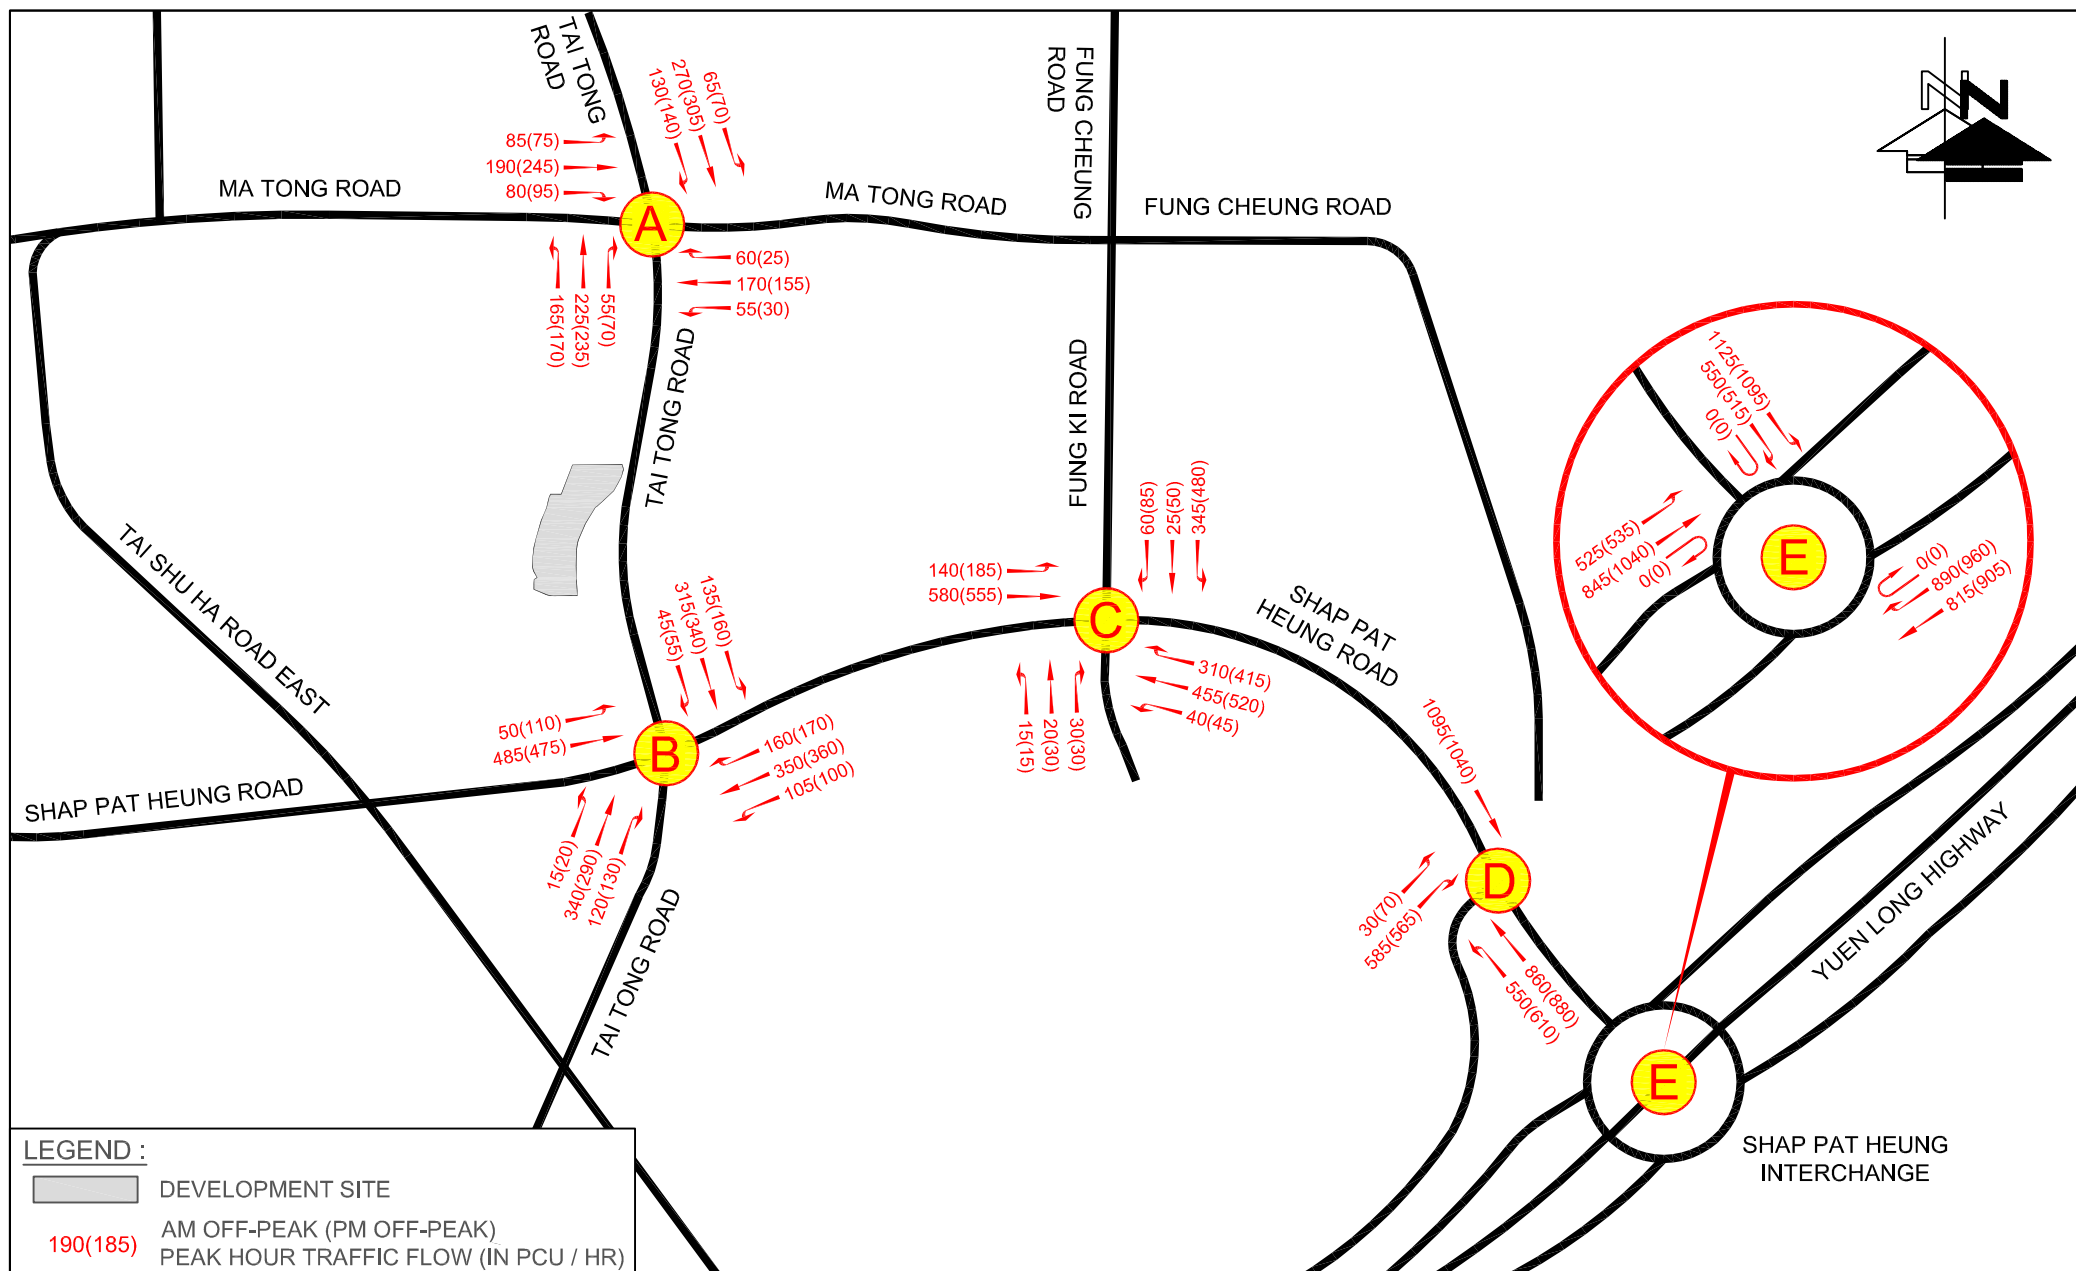 TAI TONG
ROAD
130(140)
270(305)
65(70)
FUNG CHEUNG
ROAD
N
N
85(75)
190(245)
80(95)
MA TONG ROAD
A
MA TONG ROAD
FUNG CHEUNG ROAD
60(25)
170(155)
55(30)
165(170)
225(235)
55(70)
TAI TONG ROAD
FUNG KI ROAD
1125(1095)
550(515)
0(0)
525(535)
845(1040)
0(0)
E
0(0)
890(960)
815(905)
TAI SHU HA ROAD EAST
60(85)
25(50)
345(480)
140(185)
580(555)
C
SHAP PAT
HEUNG ROAD
310(415)
455(520)
40(45)
15(15)
20(30)
30(30)
45(55)
315(340)
135(160)
50(110)
485(475)
B
160(170)
350(360)
105(100)
SHAP PAT HEUNG ROAD
15(20)
340(290)
120(130)
TAI TONG ROAD
1095(1040)
D
30(70)
585(565)
860(880)
550(610)
YUEN LONG HIGHWAY
E
SHAP PAT HEUNG
INTERCHANGE
LEGEND :
DEVELOPMENT SITE
190(185)
AM OFF-PEAK (PM OFF-PEAK)
PEAK HOUR TRAFFIC FLOW (IN PCU / HR)